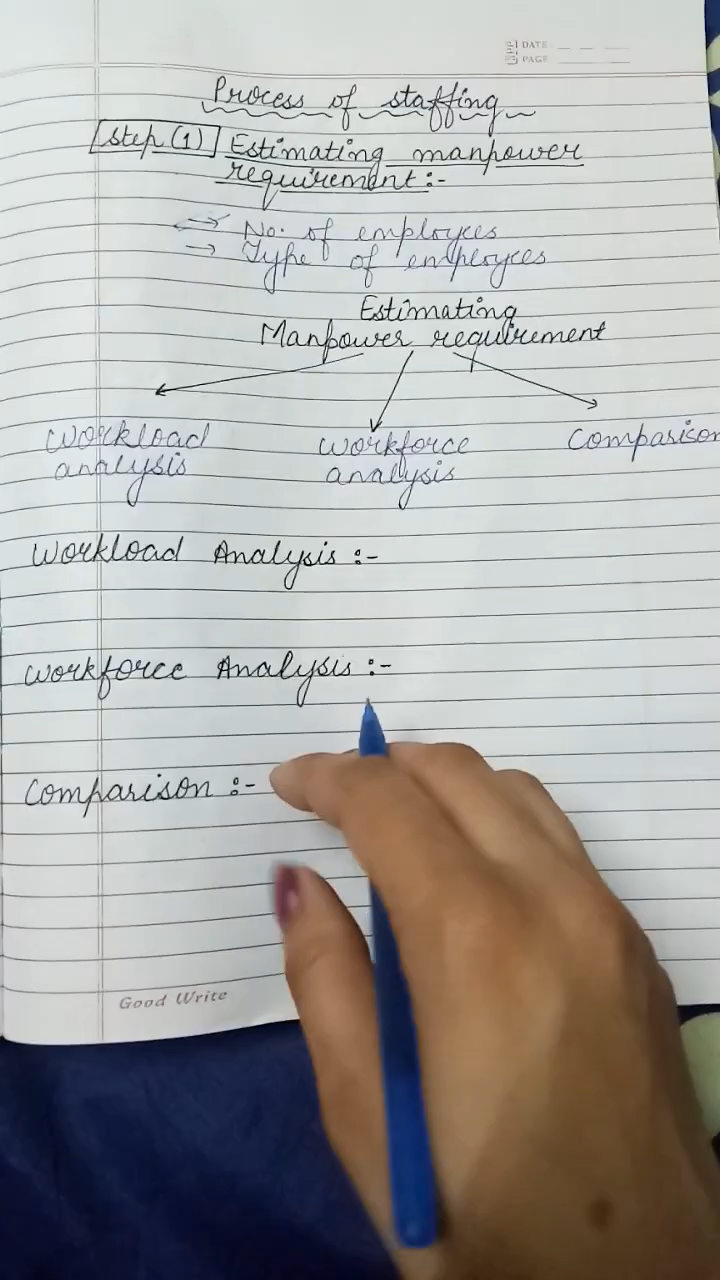 DATE
PAGE
Process of staffing
Step (1) Estimating manpower
requirement:-
→ No. of employees
→ Type of employees
Estimating
Manpower requirement
Workload
analysis
Workforce
analysis
Comparison
Workload Analysis :-
Workforce Analysis :-
Comparison :-
Good Write